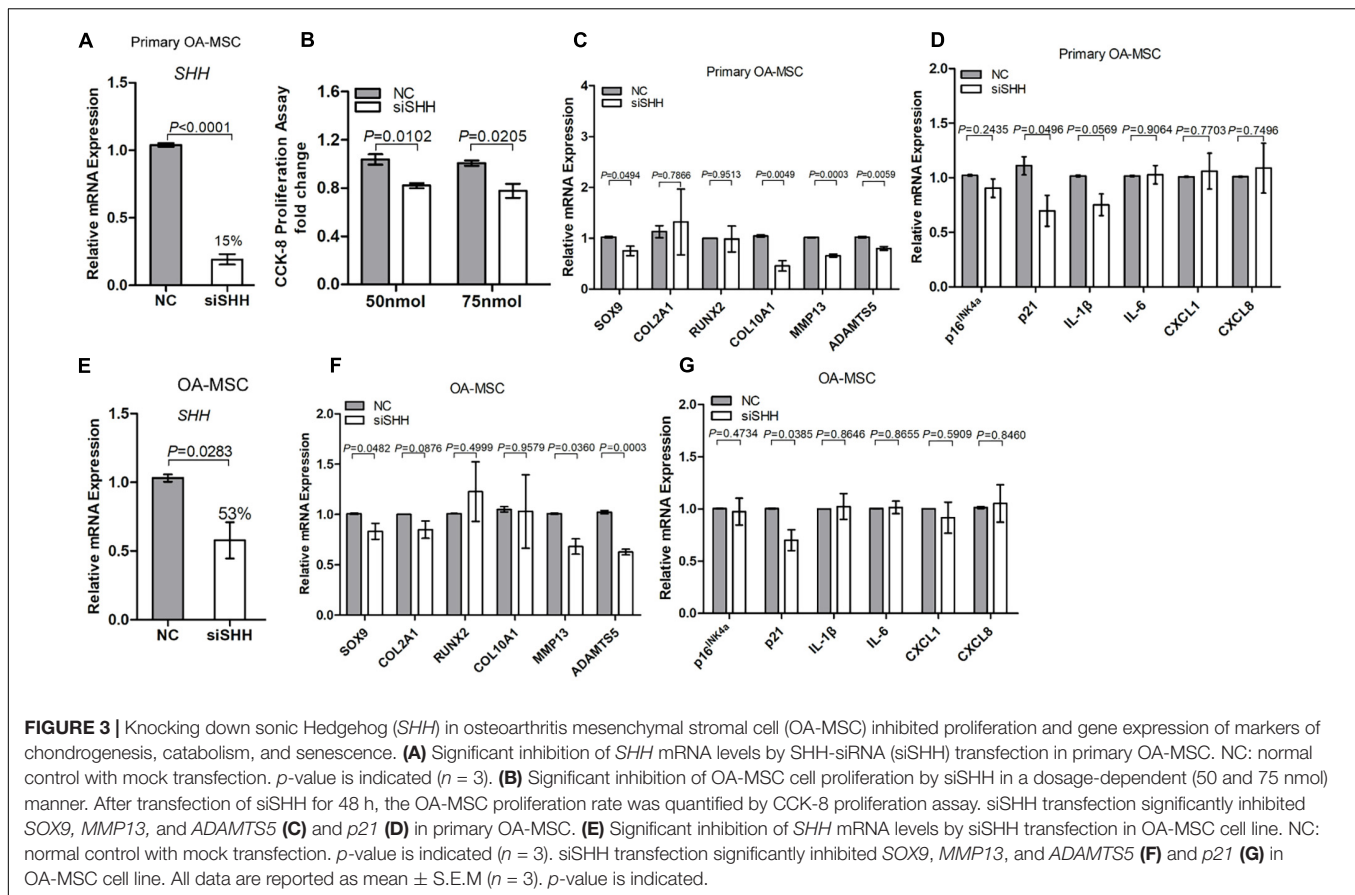 A
Primary OA-MSC
SHH
Relative mRNA Expression
1.5
1.0
0.5
0.0
P<0.0001
15%
NC
siSHH
B
NC
siSHH
CCK-8 Proliferation Assay
fold change
1.6
1.2
0.8
0.4
0.0
P=0.0102
P=0.0205
50nmol
75nmol
C
Primary OA-MSC
NC
siSHH
Relative mRNA Expression
4
3
2
1
0
P=0.0494
P=0.7866
P=0.9513
P=0.0049
P=0.0003
P=0.0059
SOX9
COL2A1
RUNX2
COL10A1
MMP13
ADAMTS5
D
Primary OA-MSC
NC
siSHH
Relative mRNA Expression
2.0
1.5
1.0
0.5
0.0
P=0.2435
P=0.0496
P=0.0569
P=0.9064
P=0.7703
P=0.7496
p16INK4a
p21
IL-1β
IL-6
CXCL1
CXCL8
E
OA-MSC
SHH
Relative mRNA Expression
1.5
1.0
0.5
0.0
P=0.0283
53%
NC
siSHH
F
OA-MSC
NC
siSHH
Relative mRNA Expression
2.0
1.5
1.0
0.5
0.0
P=0.0482
P=0.0876
P=0.4999
P=0.9579
P=0.0360
P=0.0003
SOX9
COL2A1
RUNX2
COL10A1
MMP13
ADAMTS5
G
OA-MSC
NC
siSHH
Relative mRNA Expression
2.0
1.5
1.0
0.5
0.0
P=0.4734
P=0.0385
P=0.8646
P=0.8655
P=0.5909
P=0.8460
p16INK4a
p21
IL-1β
IL-6
CXCL1
CXCL8
FIGURE 3 | Knocking down sonic Hedgehog (SHH) in osteoarthritis mesenchymal stromal cell (OA-MSC) inhibited proliferation and gene expression of markers of
chondrogenesis, catabolism, and senescence. (A) Significant inhibition of SHH mRNA levels by SHH-siRNA (siSHH) transfection in primary OA-MSC. NC: normal
control with mock transfection. p-value is indicated (n = 3). (B) Significant inhibition of OA-MSC cell proliferation by siSHH in a dosage-dependent (50 and 75 nmol)
manner. After transfection of siSHH for 48 h, the OA-MSC proliferation rate was quantified by CCK-8 proliferation assay. siSHH transfection significantly inhibited
SOX9, MMP13, and ADAMTS5 (C) and p21 (D) in primary OA-MSC. (E) Significant inhibition of SHH mRNA levels by siSHH transfection in OA-MSC cell line. NC:
normal control with mock transfection. p-value is indicated (n = 3). siSHH transfection significantly inhibited SOX9, MMP13, and ADAMTS5 (F) and p21 (G) in
OA-MSC cell line. All data are reported as mean ± S.E.M (n = 3). p-value is indicated.